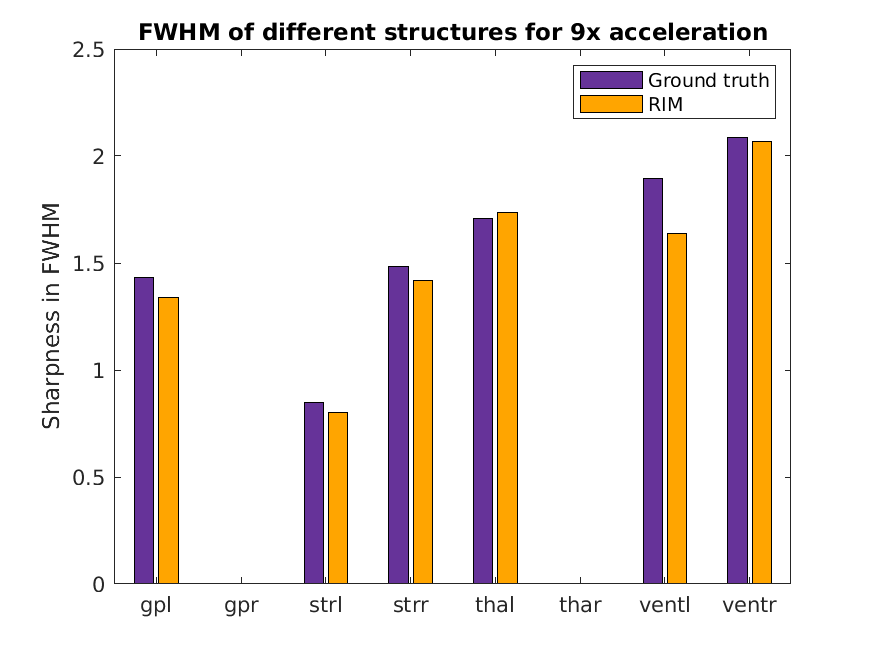 FWHM of different structures for 9x acceleration
Ground truth
RIM
Sharpness in FWHM
2.5
2
1.5
1
0.5
0
gpl gpr strl strr thal thar ventl ventr